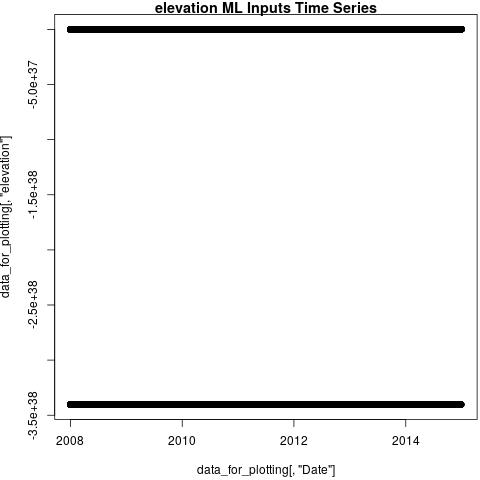 elevation ML Inputs Time Series
-5.0e+37
-1.5e+38
-2.5e+38
-3.5e+38
data_for_plotting[, "elevation"]
2008 2010 2012 2014
data_for_plotting[, "Date"]